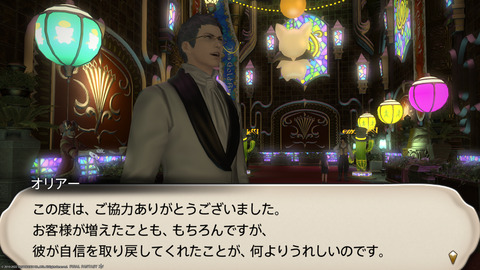 オリアー
この度は、ご協力ありがとうございました。
お客様が増えたことも、もちろんですが、
彼が自信を取り戻してくれたことが、何よりうれしいのです。
FINAL FANTASY XIV